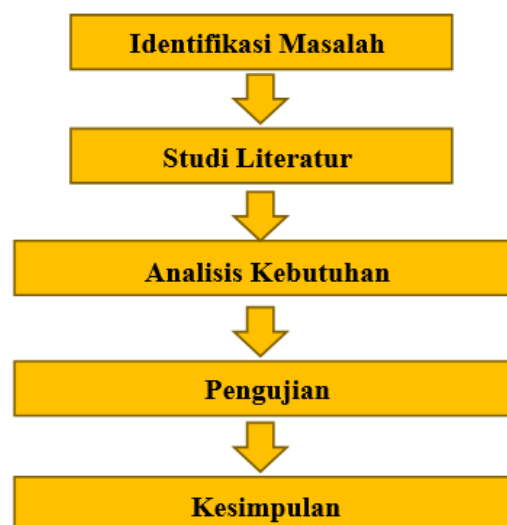 Identifikasi Masalah
Studi Literatur
Analisis Kebutuhan
Pengujian
Kesimpulan